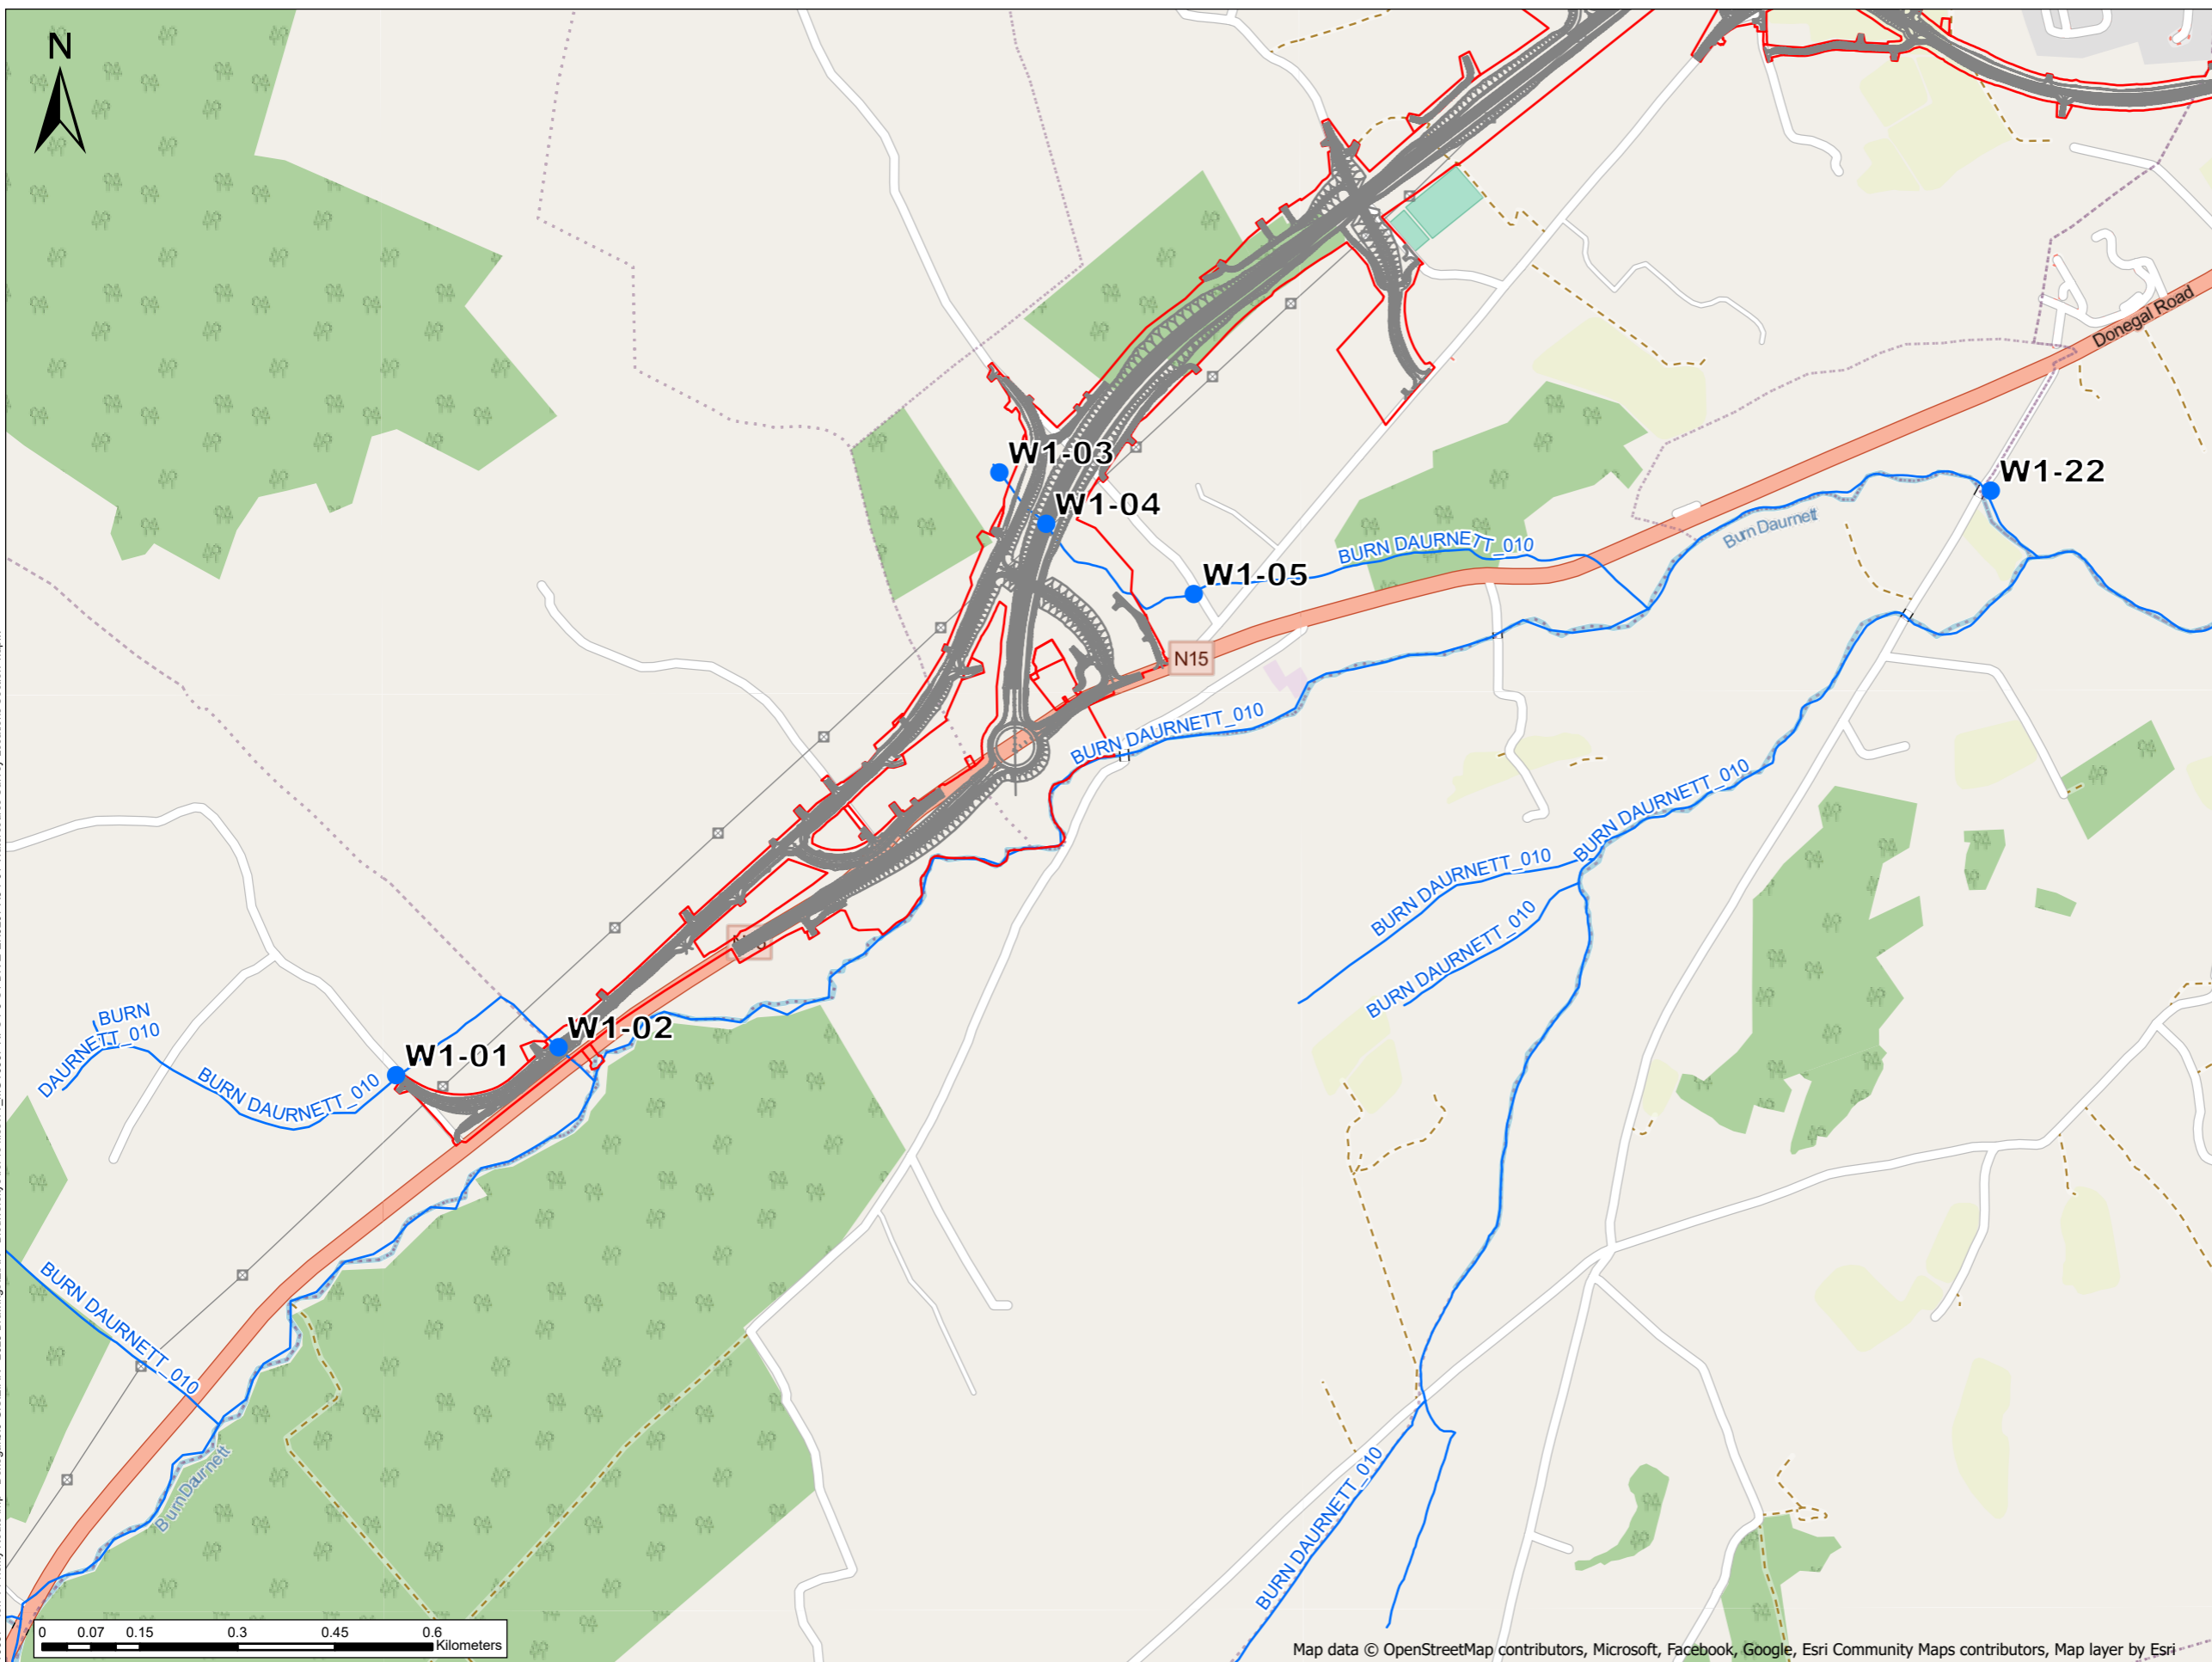 N
Donegal Road
W1-03
W1-04
W1-22
Burn Daurnett
BURN DAURNETT_010
W1-05
N15
BURN DAURNETT_010
BURN DAURNETT_010
BURN DAURNETT_010
BURN DAURNETT_010
W1-02
BURN
DAURNETT_010
W1-01
BURN DAURNETT_010
BURN DAURNETT_010
Burn Daurnett
BURN DAURNETT_010
0 0.07 0.15 0.3 0.45 0.6
Kilometers
Map data © OpenStreetMap contributors, Microsoft, Facebook, Google, Esri Community Maps contributors, Map layer by Esri